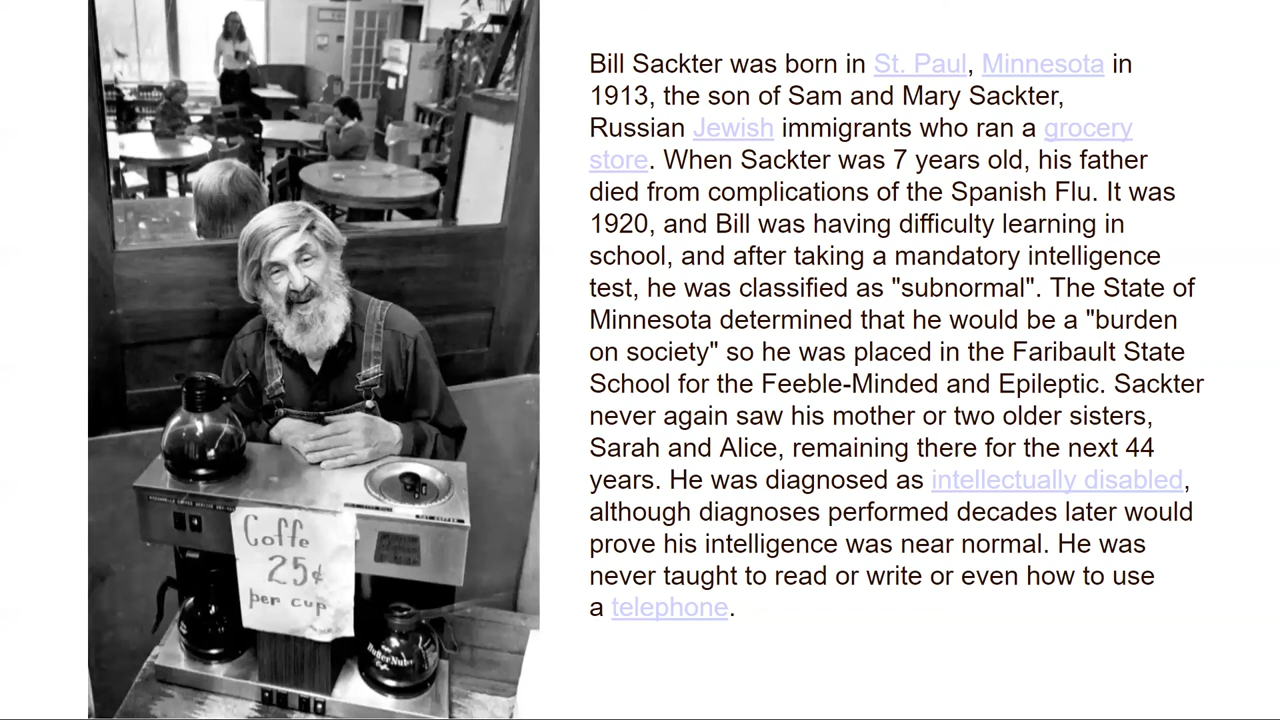 Bill Sackter was born in St. Paul, Minnesota in
1913, the son of Sam and Mary Sackter,
Russian Jewish immigrants who ran a grocery
store. When Sackter was 7 years old, his father
died from complications of the Spanish Flu. It was
1920, and Bill was having difficulty learning in
school, and after taking a mandatory intelligence
test, he was classified as "subnormal". The State of
Minnesota determined that he would be a "burden
on society" so he was placed in the Faribault State
School for the Feeble-Minded and Epileptic. Sackter
never again saw his mother or two older sisters,
Sarah and Alice, remaining there for the next 44
years. He was diagnosed as intellectually disabled,
although diagnoses performed decades later would
prove his intelligence was near normal. He was
never taught to read or write or even how to use
a telephone.
Coffe
25¢
per cup
Butter-Nut